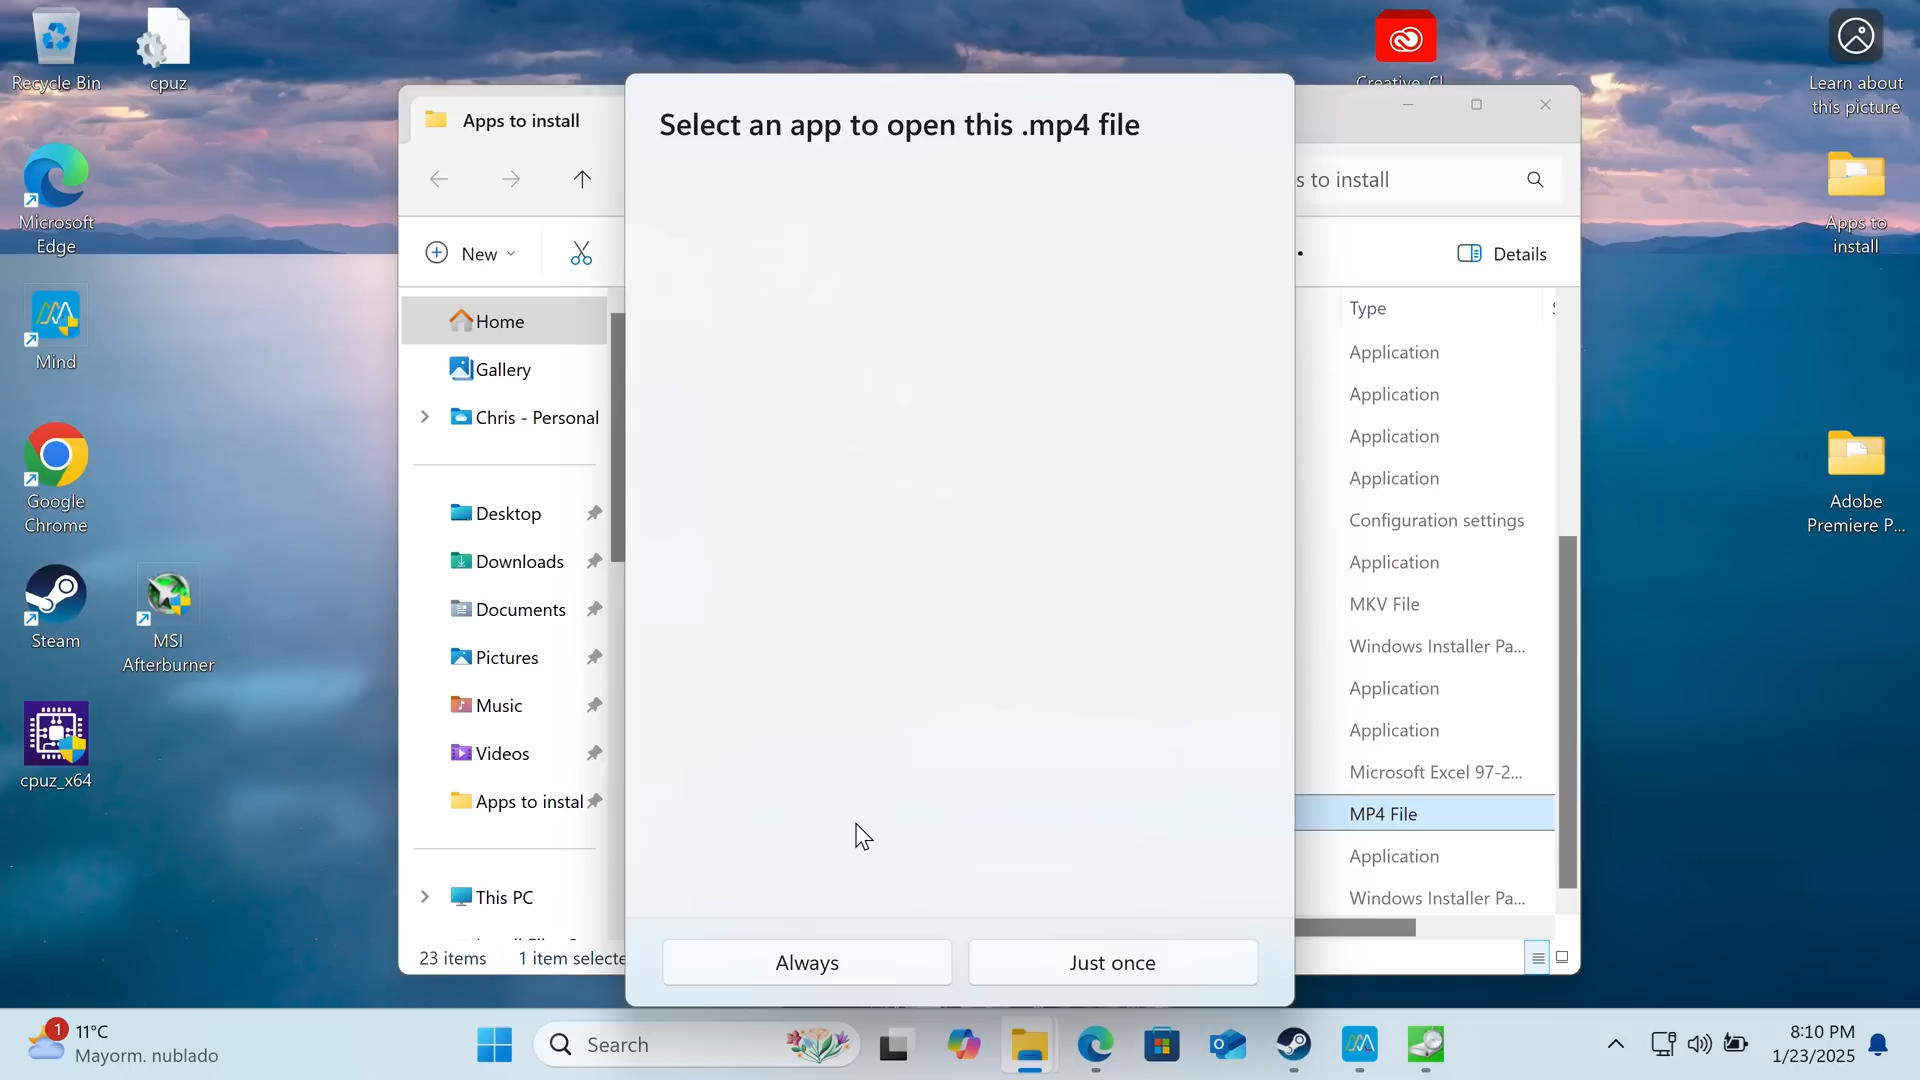 Recycle Bin
cpuz
Learn about
this picture
Microsoft
Edge
Apps to
install
Mind
Google
Chrome
Adobe
Premiere P...
Steam
MSI
Afterburner
cpuz_x64
Apps to install
s to install
New
Details
Home
Gallery
Chris - Personal
Desktop
Downloads
Documents
Pictures
Music
Videos
Apps to instal
This PC
23 items
1 item selecte
Select an app to open this .mp4 file
Always
Just once
Type
Application
Application
Application
Application
Configuration settings
Application
MKV File
Windows Installer Pa...
Application
Application
Microsoft Excel 97-2...
MP4 File
Application
Windows Installer Pa...
1
11°C
Mayorm. nublado
Search
8:10 PM
1/23/2025